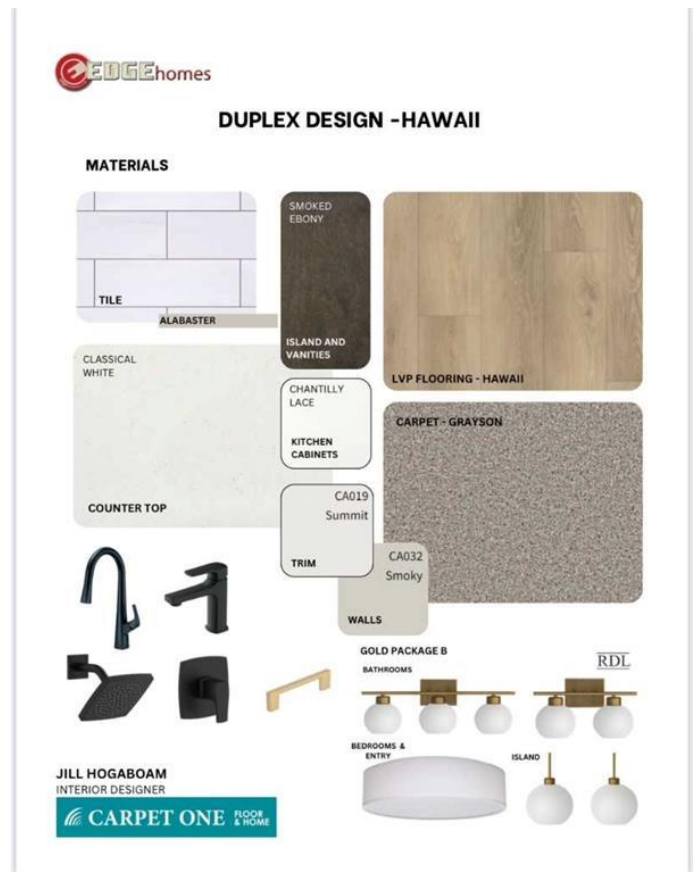 EDGEhomes
DUPLEX DESIGN -HAWAII
MATERIALS
TILE
ALABASTER
SMOKED
EBONY
ISLAND AND
VANITIES
LVP FLOORING - HAWAII
CLASSICAL
WHITE
COUNTER TOP
CHANTILLY
LACE
KITCHEN
CABINETS
CARPET - GRAYSON
CA019
Summit
TRIM
CA032
Smoky
WALLS
GOLD PACKAGE B
RDL
BATHROOMS
BEDROOMS &
ENTRY
ISLAND
JILL HOGABOAM
INTERIOR DESIGNER
CARPET ONE FLOOR
& HOME